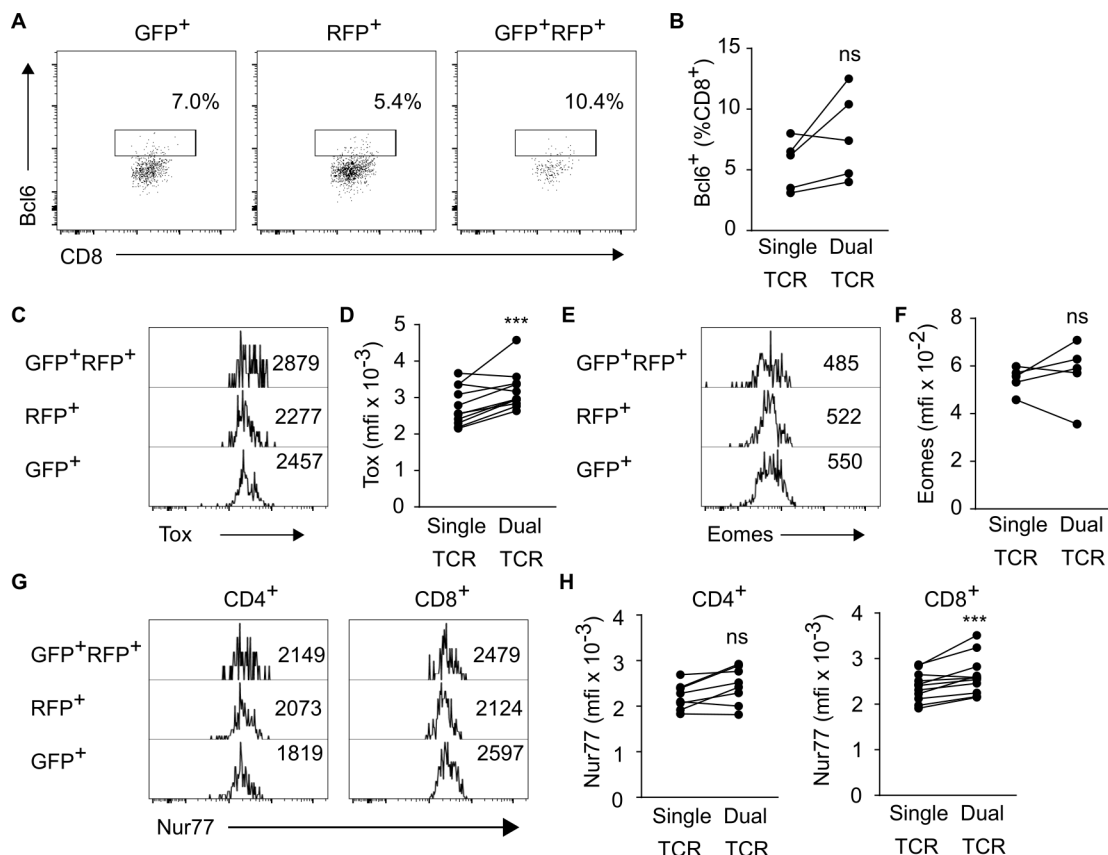 A
GFP+
RFP+
GFP+RFP+
7.0%
5.4%
10.4%
Bcl6
CD8
B
ns
Bcl6+ (%CD8+)
15
10
5
0
Single TCR
Dual TCR
C
GFP+RFP+
RFP+
GFP+
2879
2277
2457
Tox
D
***
Tox (mfi x 10-3)
5
4
3
2
1
0
Single TCR
Dual TCR
E
GFP+RFP+
RFP+
GFP+
485
522
550
Eomes
F
ns
Eomes (mfi x 10-2)
8
6
4
2
0
Single TCR
Dual TCR
G
CD4+
CD8+
GFP+RFP+
RFP+
GFP+
2149
2073
1819
2479
2124
2597
Nur77
H
CD4+
ns
Nur77 (mfi x 10-3)
4
3
2
1
0
Single TCR
Dual TCR
CD8+
***
Nur77 (mfi x 10-3)
4
3
2
1
0
Single TCR
Dual TCR